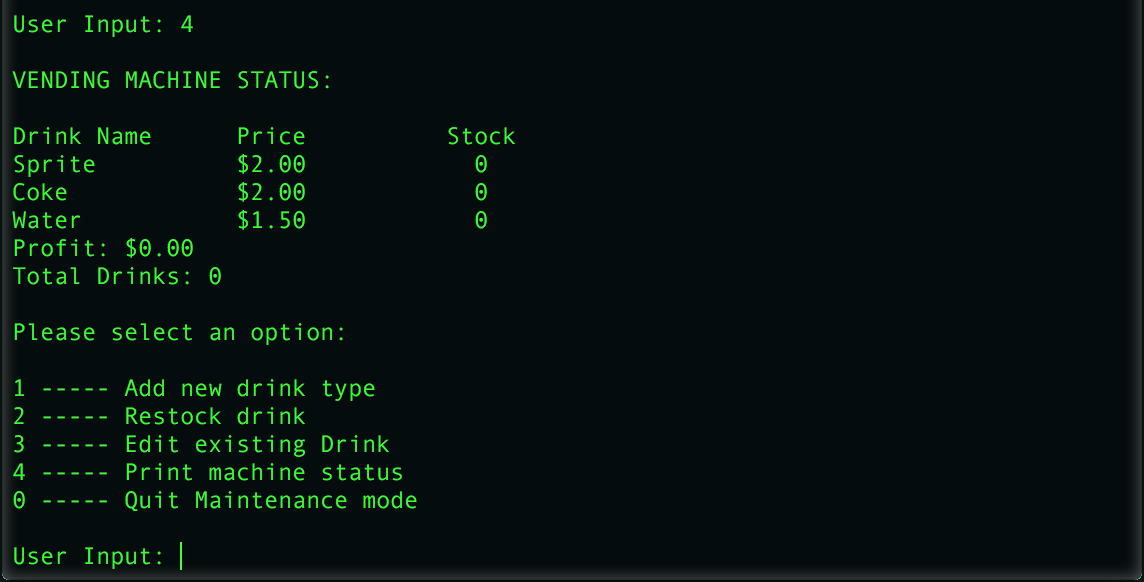 User Input: 4
VENDING MACHINE STATUS:
Drink Name      Price          Stock
Sprite          $2.00            0
Coke            $2.00            0
Water           $1.50            0
Profit: $0.00
Total Drinks: 0
Please select an option:
1 ----- Add new drink type
2 ----- Restock drink
3 ----- Edit existing Drink
4 ----- Print machine status
0 ----- Quit Maintenance mode
User Input: